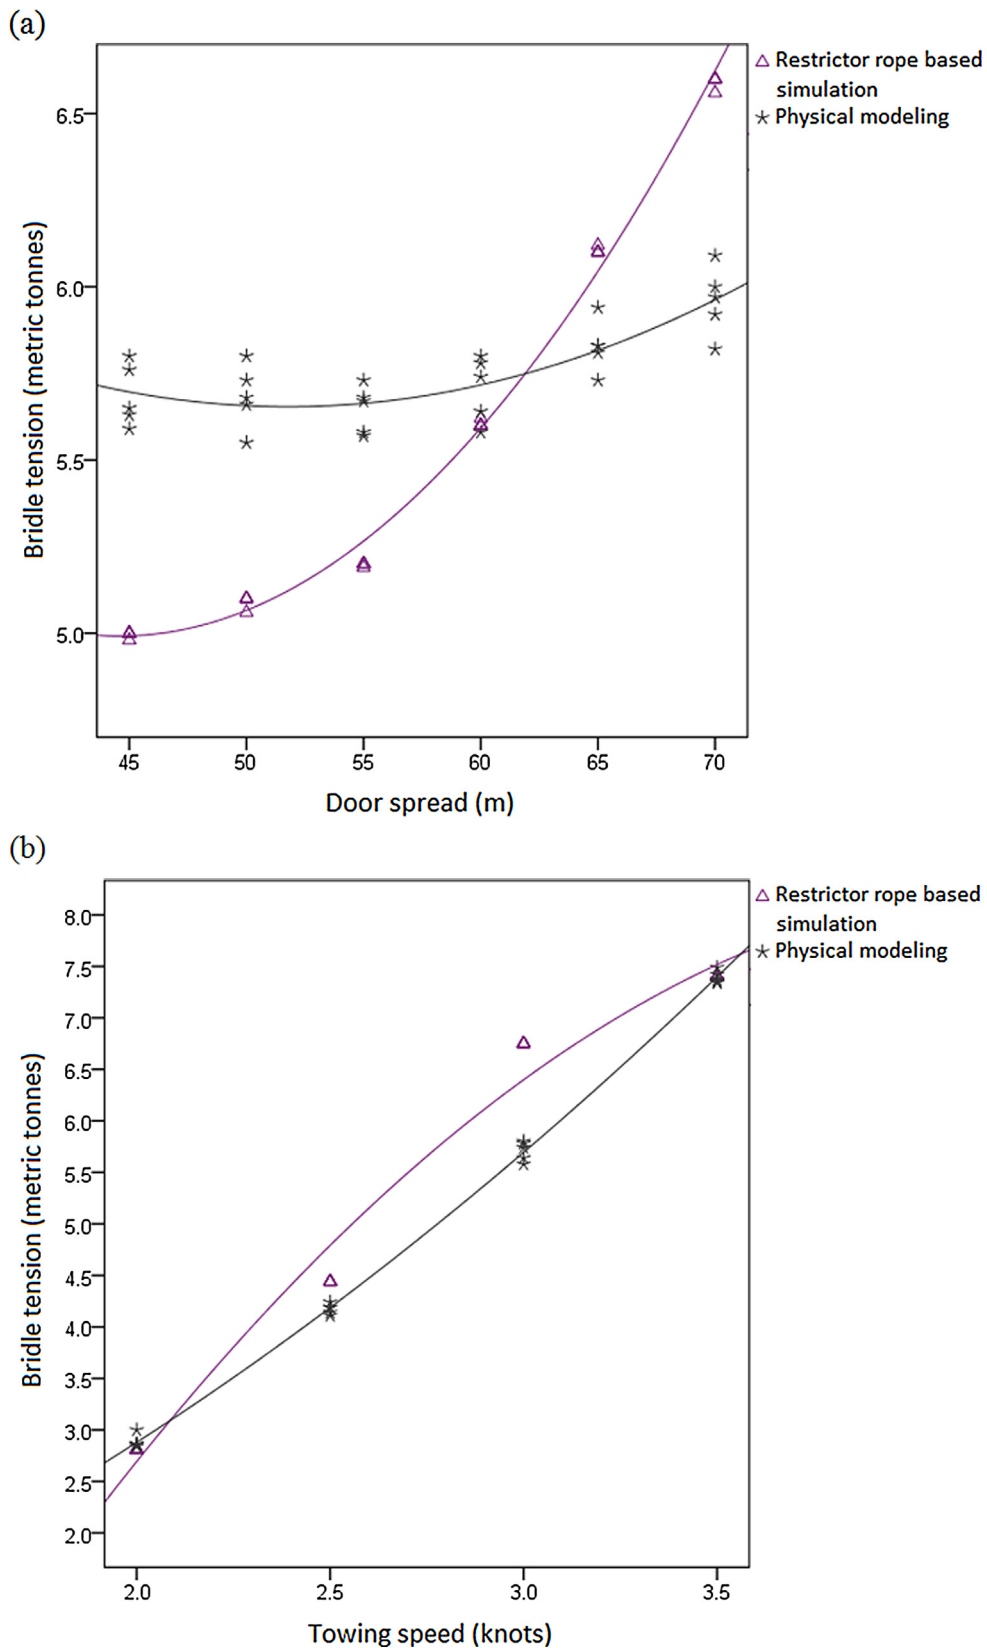 (a)
Restrictor rope based
simulation
Physical modeling
Bridle tension (metric tonnes)
6.5
6.0
5.5
5.0
45 50 55 60 65 70
Door spread (m)
(b)
Restrictor rope based
simulation
Physical modeling
Bridle tension (metric tonnes)
8.0
7.5
7.0
6.5
6.0
5.5
5.0
4.5
4.0
3.5
3.0
2.5
2.0
2.0 2.5 3.0 3.5
Towing speed (knots)